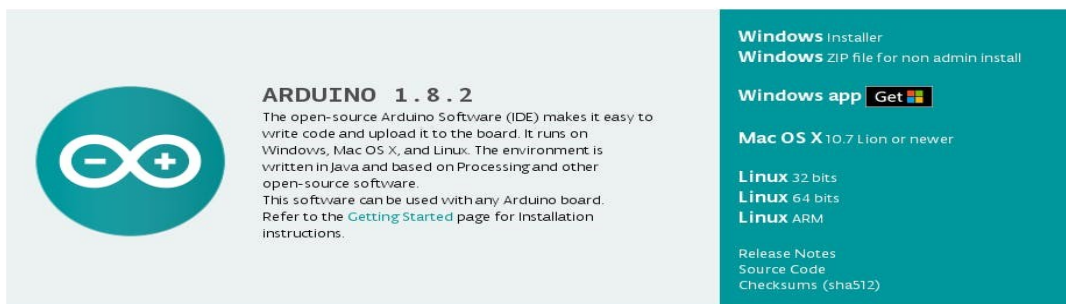 ARDUINO 1.8.2
The open-source Arduino Software (IDE) makes it easy to
write code and upload it to the board. It runs on
Windows, Mac OS X, and Linux. The environment is
written in Java and based on Processing and other
open-source software.
This software can be used with any Arduino board.
Refer to the Getting Started page for Installation
instructions.
Windows Installer
Windows ZIP file for non admin install
Windows app Get
Mac OS X 10.7 Lion or newer
Linux 32 bits
Linux 64 bits
Linux ARM
Release Notes
Source Code
Checksums (sha512)